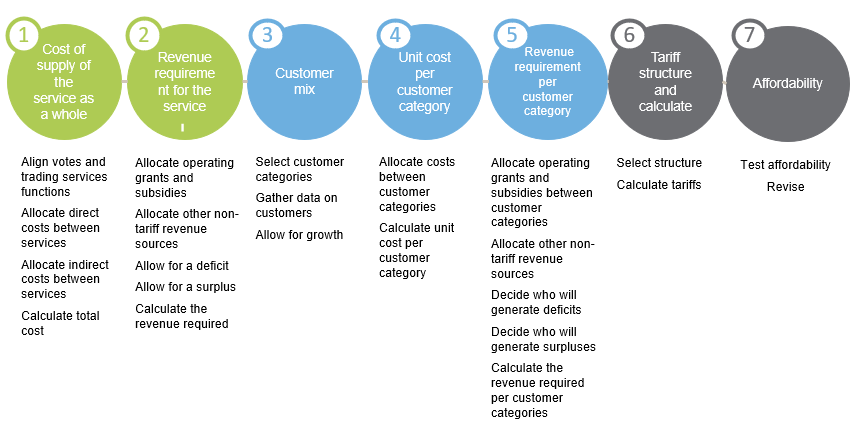 1
Cost of
supply of
the
service as
a whole
2
Revenue
requireme
nt for the
service
3
Customer
mix
4
Unit cost
per
customer
category
5
Revenue
requirement
per
customer
category
6
Tariff
structure
and
calculate
7
Affordability
Align votes and
trading services
functions
Allocate direct
costs between
services
Allocate indirect
costs between
services
Calculate total
cost
Allocate operating
grants and
subsidies
Allocate other non-
tariff revenue
sources
Allow for a deficit
Allow for a surplus
Calculate the
revenue required
Select customer
categories
Gather data on
customers
Allow for growth
Allocate costs
between
customer
categories
Calculate unit
cost per
customer
category
Allocate operating
grants and
subsidies between
customer
categories
Allocate other non-
tariff revenue
sources
Decide who will
generate deficits
Decide who will
generate surpluses
Calculate the
revenue required
per customer
categories
Select structure
Calculate tariffs
Test affordability
Revise